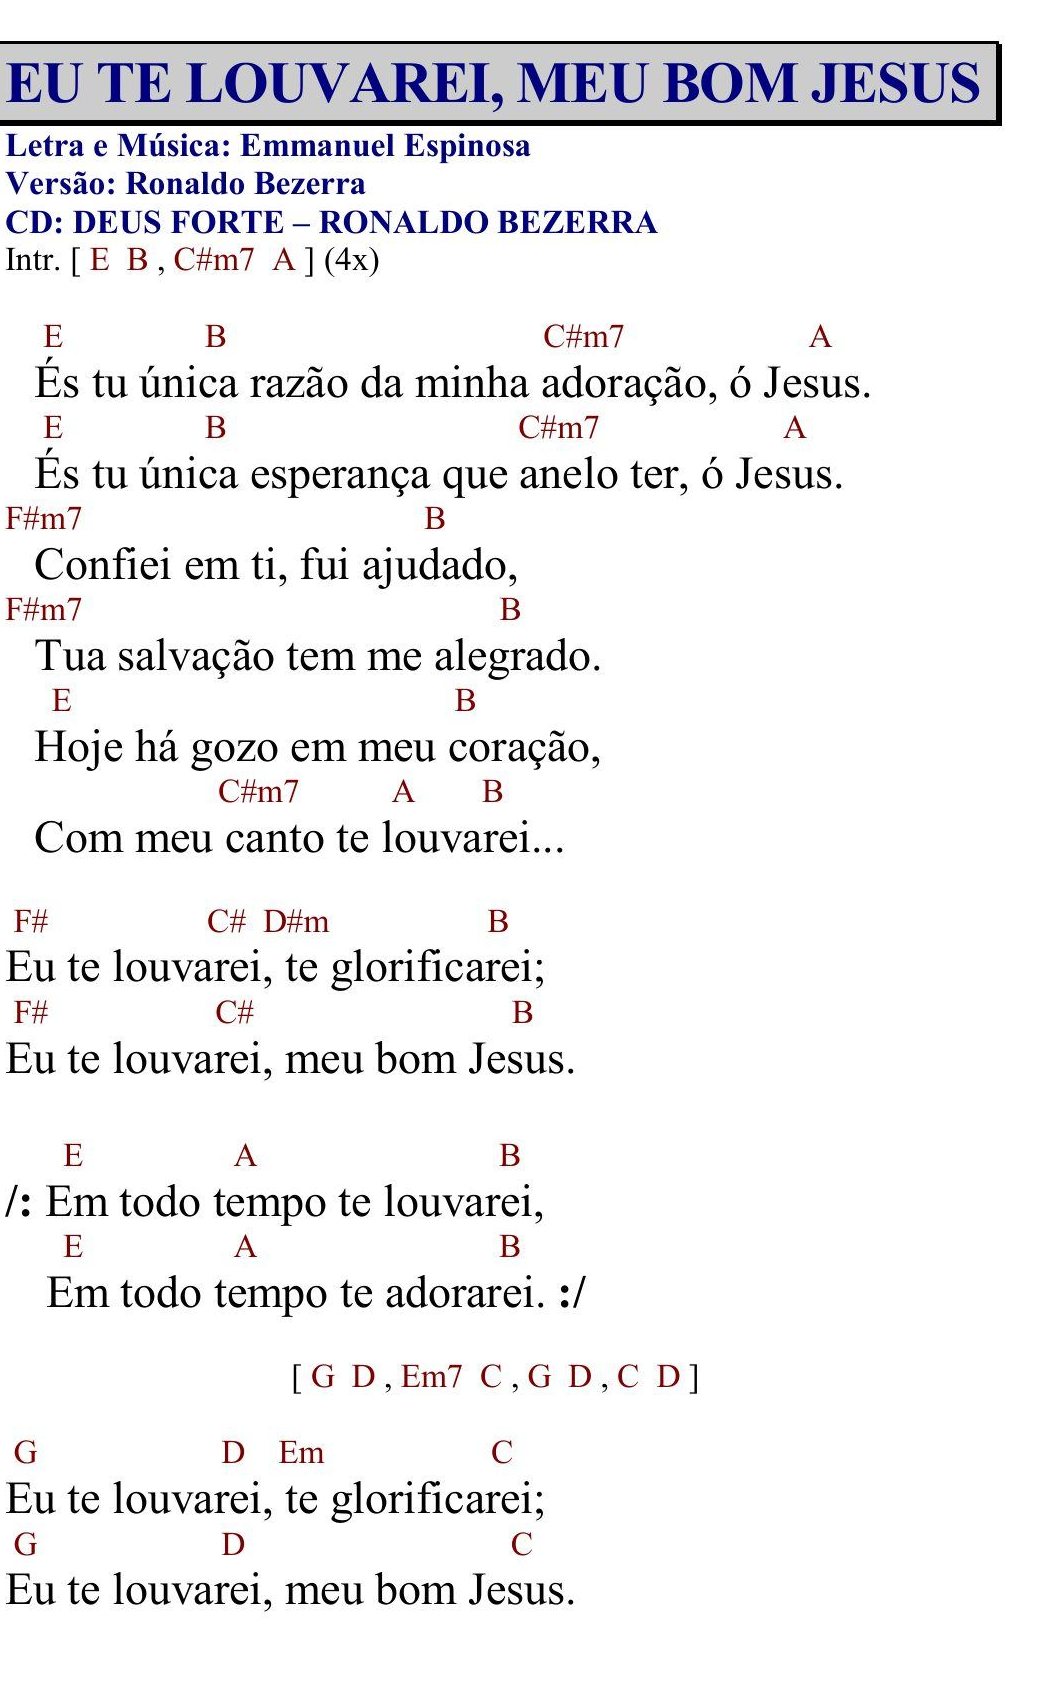 EU TE LOUVAREI, MEU BOM JESUS
Letra e Música: Emmanuel Espinosa
Versão: Ronaldo Bezerra
CD: DEUS FORTE – RONALDO BEZERRA
Intr. [ E B , C#m7 A ] (4x)
E B C#m7 A
És tu única razão da minha adoração, ó Jesus.
E B C#m7 A
És tu única esperança que anelo ter, ó Jesus.
F#m7 B
Confiei em ti, fui ajudado,
F#m7 B
Tua salvação tem me alegrado.
E B
Hoje há gozo em meu coração,
C#m7 A B
Com meu canto te louvarei...
F# C# D#m B
Eu te louvarei, te glorificarei;
F# C# B
Eu te louvarei, meu bom Jesus.
E A B
/: Em todo tempo te louvarei,
E A B
Em todo tempo te adorarei. :/
[ G D , Em7 C , G D , C D ]
G D Em C
Eu te louvarei, te glorificarei;
G D C
Eu te louvarei, meu bom Jesus.